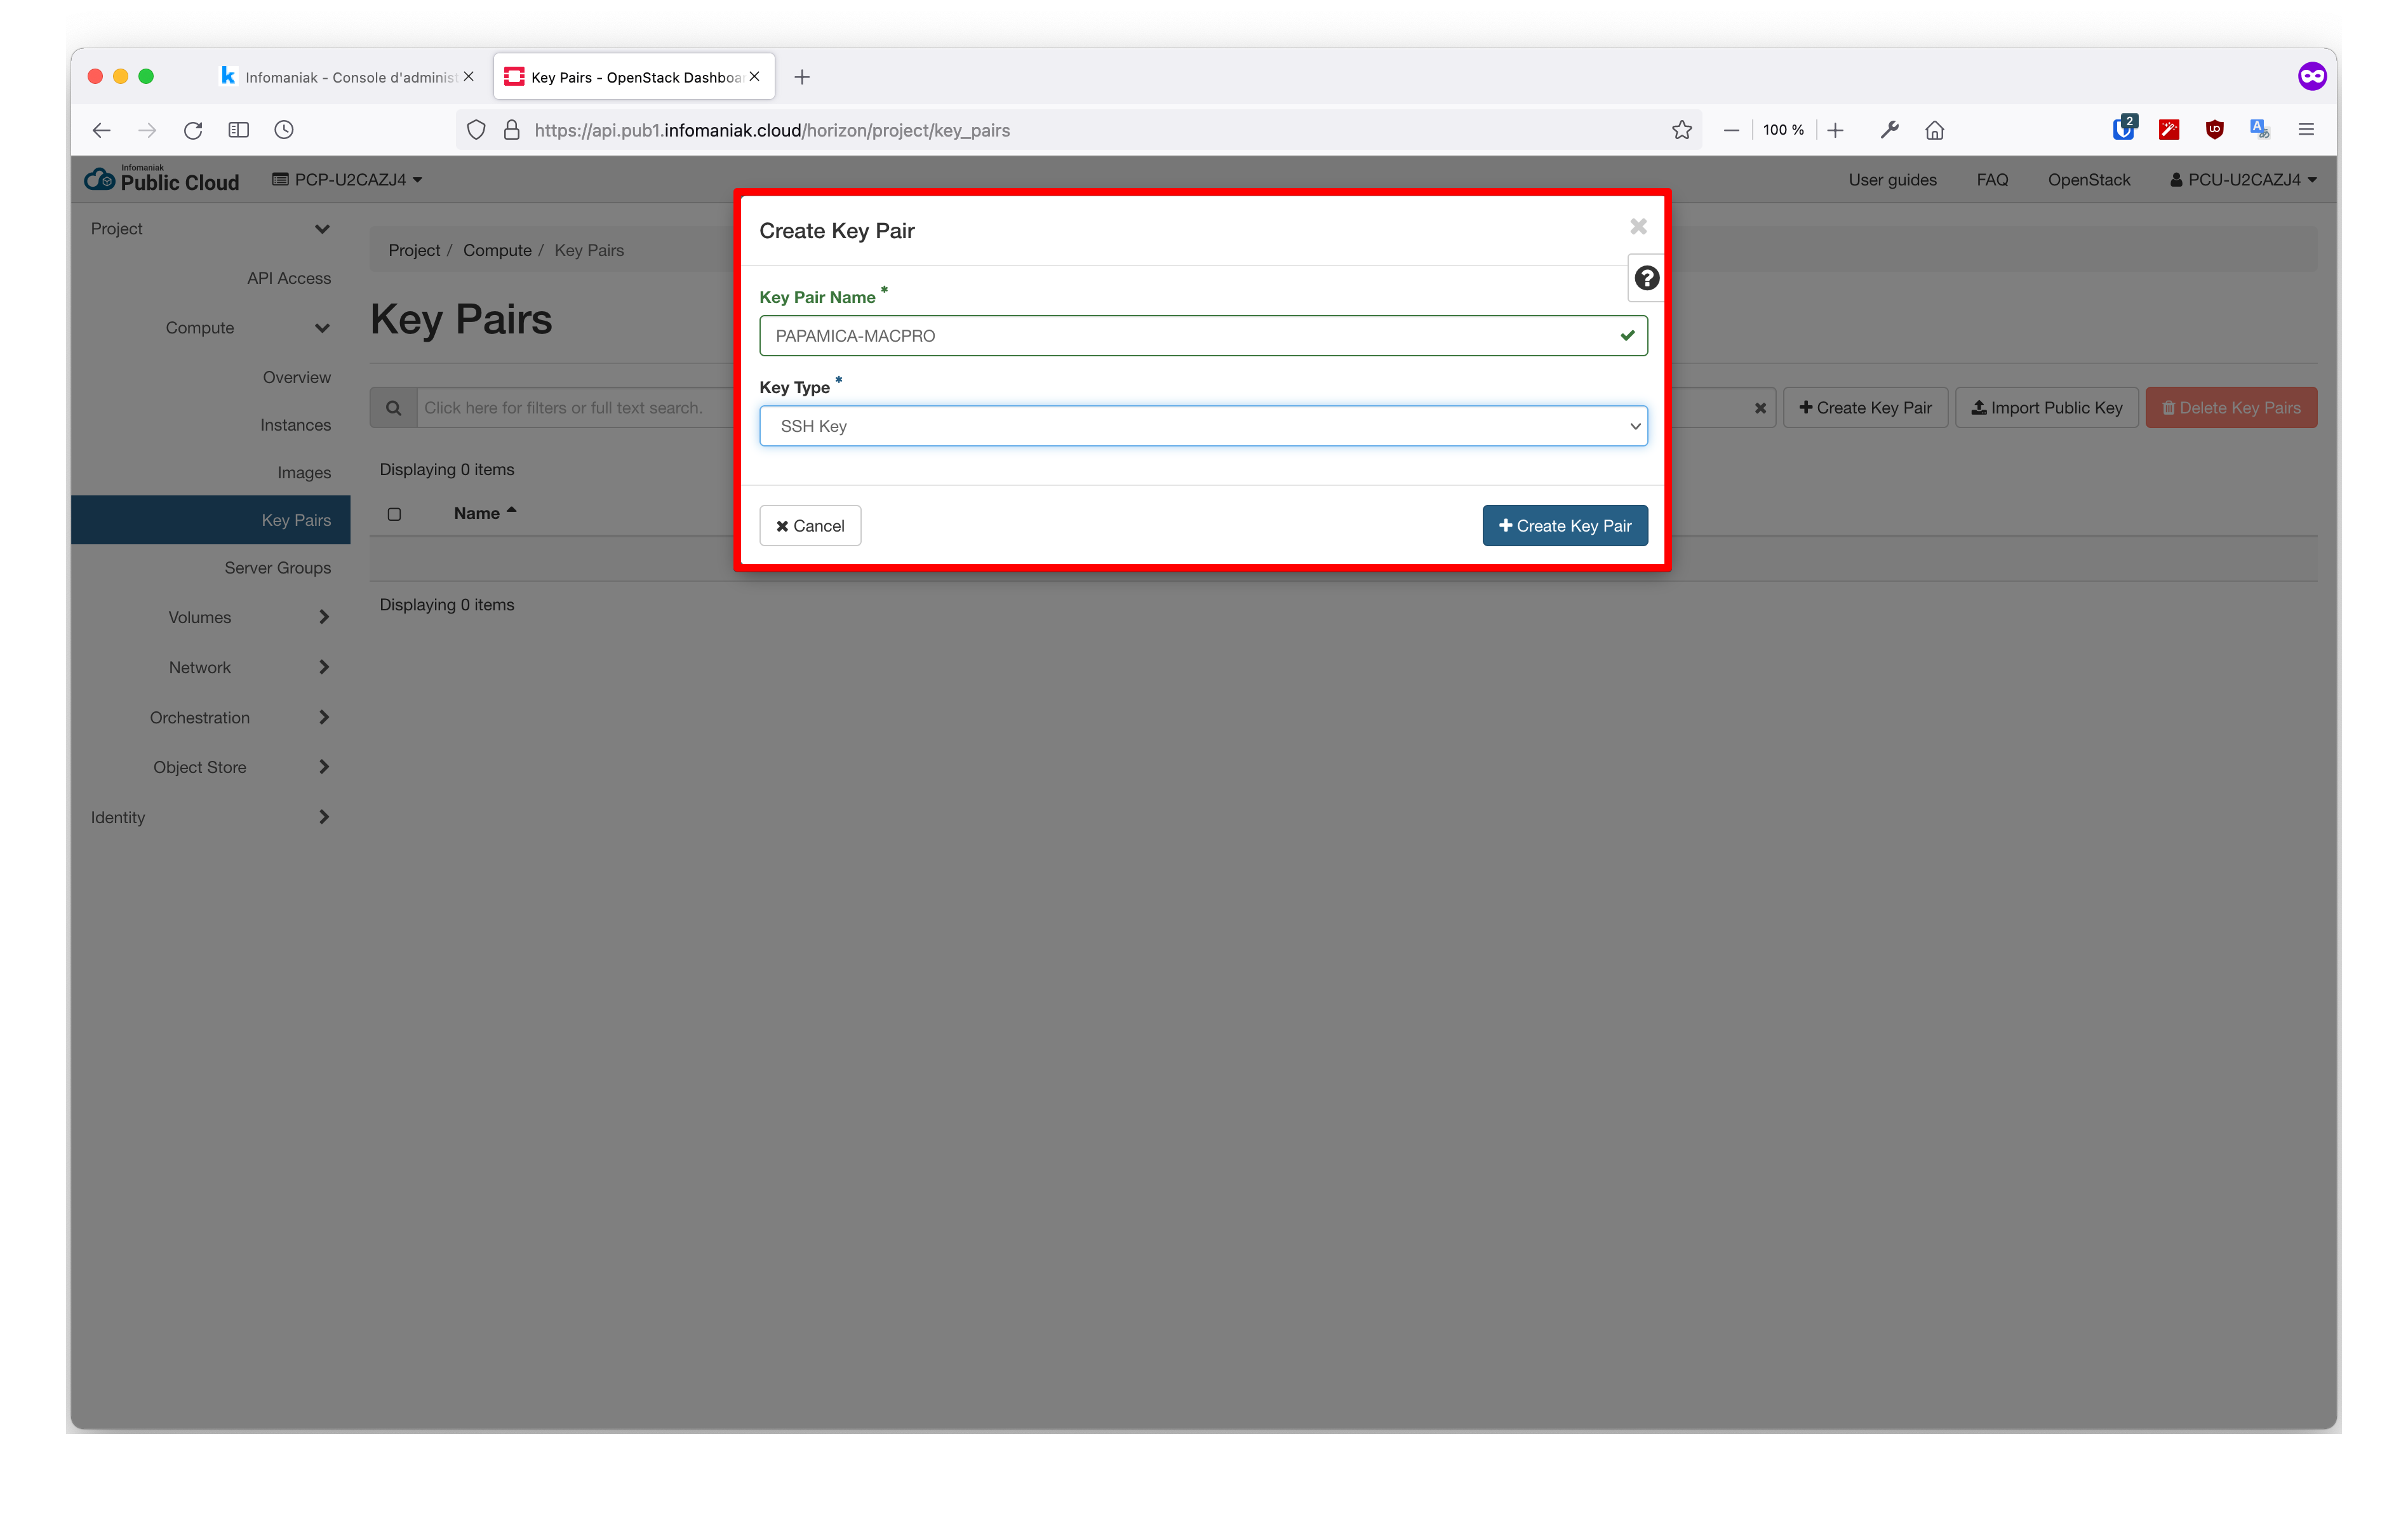 Infomaniak - Console d'administ
Key Pairs - OpenStack Dashboar
https://api.pub1.infomaniak.cloud/horizon/project/key_pairs
100 %
2
Infomaniak
Public Cloud
PCP-U2CAZJ4
User guides
FAQ
OpenStack
PCU-U2CAZJ4
Project
API Access
Compute
Overview
Instances
Images
Key Pairs
Server Groups
Volumes
Network
Orchestration
Object Store
Identity
Project / Compute / Key Pairs
Key Pairs
Click here for filters or full text search.
Create Key Pair
Import Public Key
Delete Key Pairs
Displaying 0 items
Name
Displaying 0 items
Create Key Pair
Key Pair Name *
PAPAMICA-MACPRO
Key Type *
SSH Key
Cancel
Create Key Pair